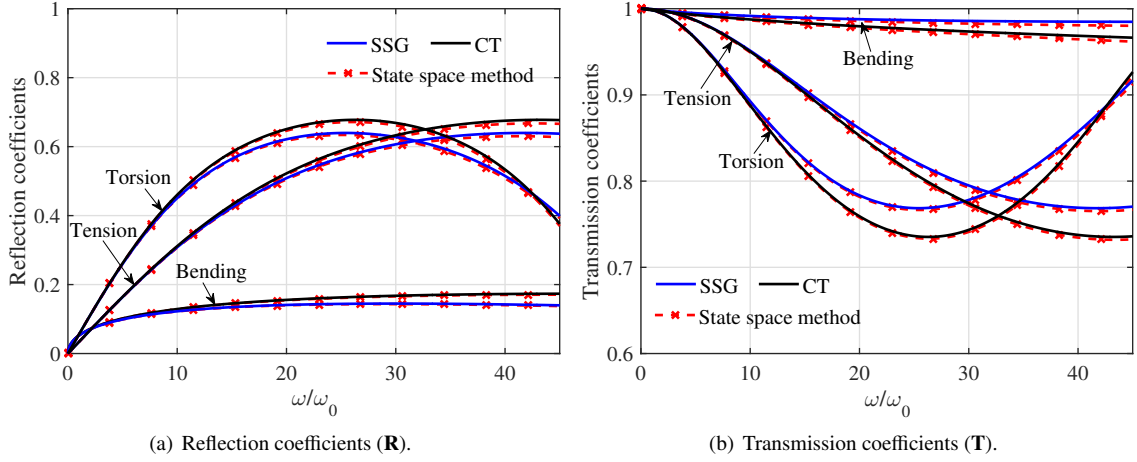 1
0.8
0.6
0.4
0.2
0
Reflection coefficients
SSG CT
State space method
Torsion
Tension
Bending
0 10 20 30 40
ω/ω0
(a) Reflection coefficients (R).
1
0.9
0.8
0.7
0.6
Transmission coefficients
Bending
Tension
Torsion
SSG CT
State space method
0 10 20 30 40
ω/ω0
(b) Transmission coefficients (T).